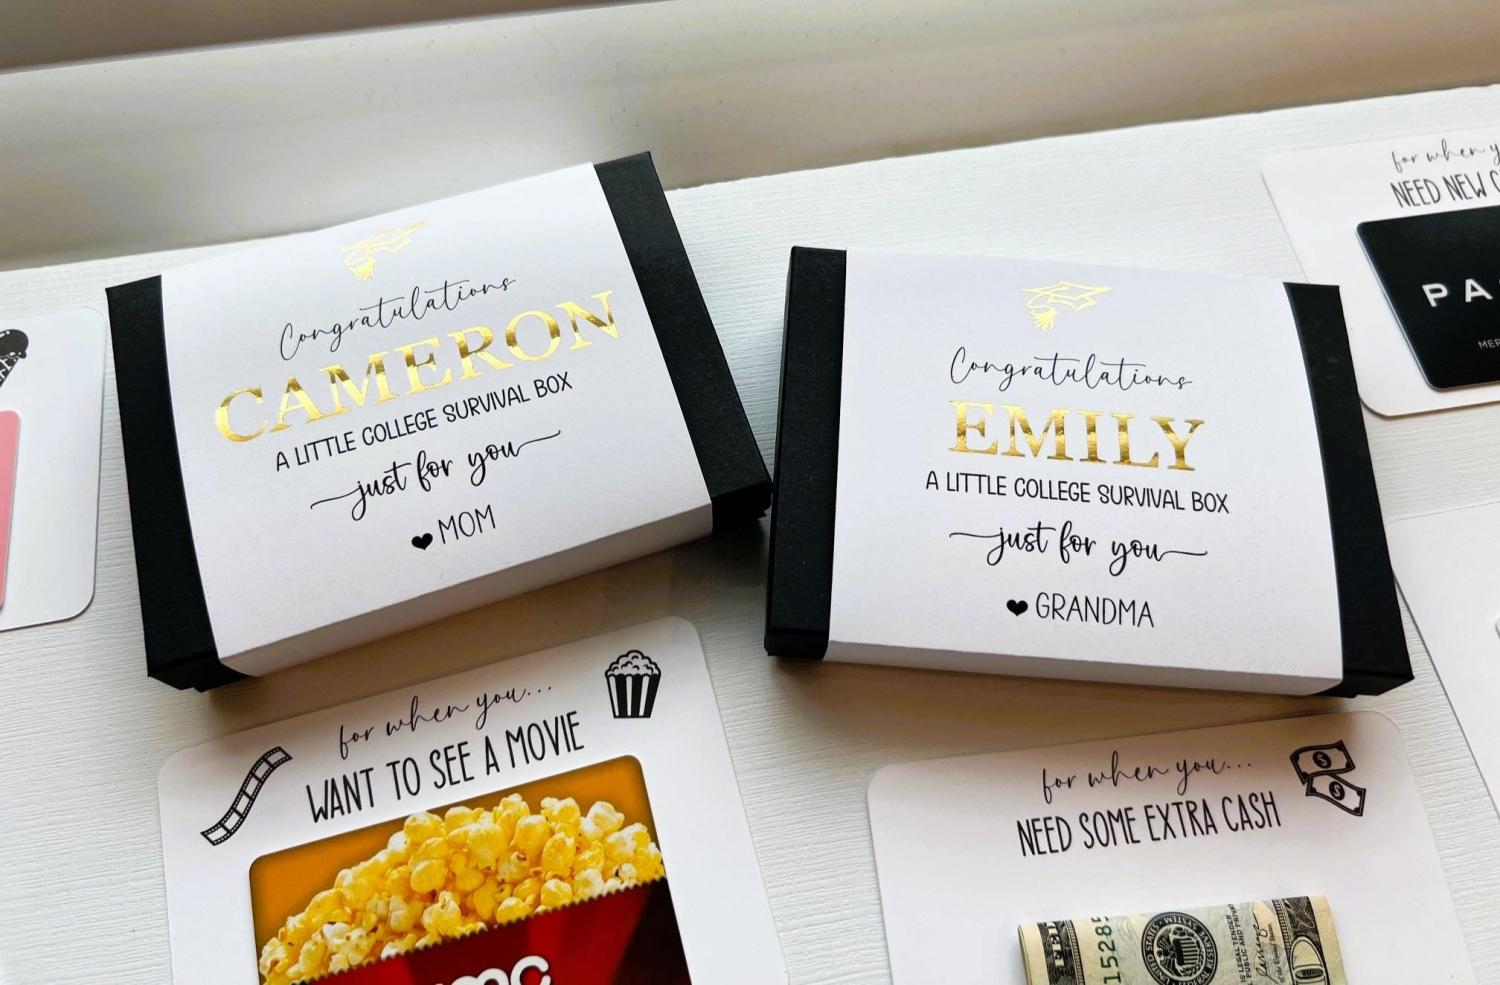 Congratulations
CAMERON
A LITTLE COLLEGE SURVIVAL BOX
just for you
♥ MOM
Congratulations
EMILY
A LITTLE COLLEGE SURVIVAL BOX
just for you
♥ GRANDMA
for when
NEED NEW
for when you...
WANT TO SEE A MOVIE
for when you...
NEED SOME EXTRA CASH